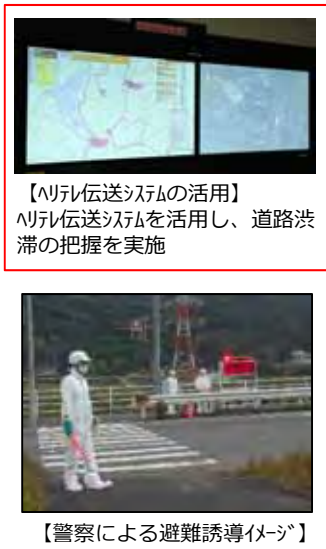 【ﾍﾘﾃﾚ伝送ｼｽﾃﾑの活用】
ﾍﾘﾃﾚ伝送ｼｽﾃﾑを活用し、道路渋
滞の把握を実施
【警察による避難誘導ｲﾒｰｼﾞ】